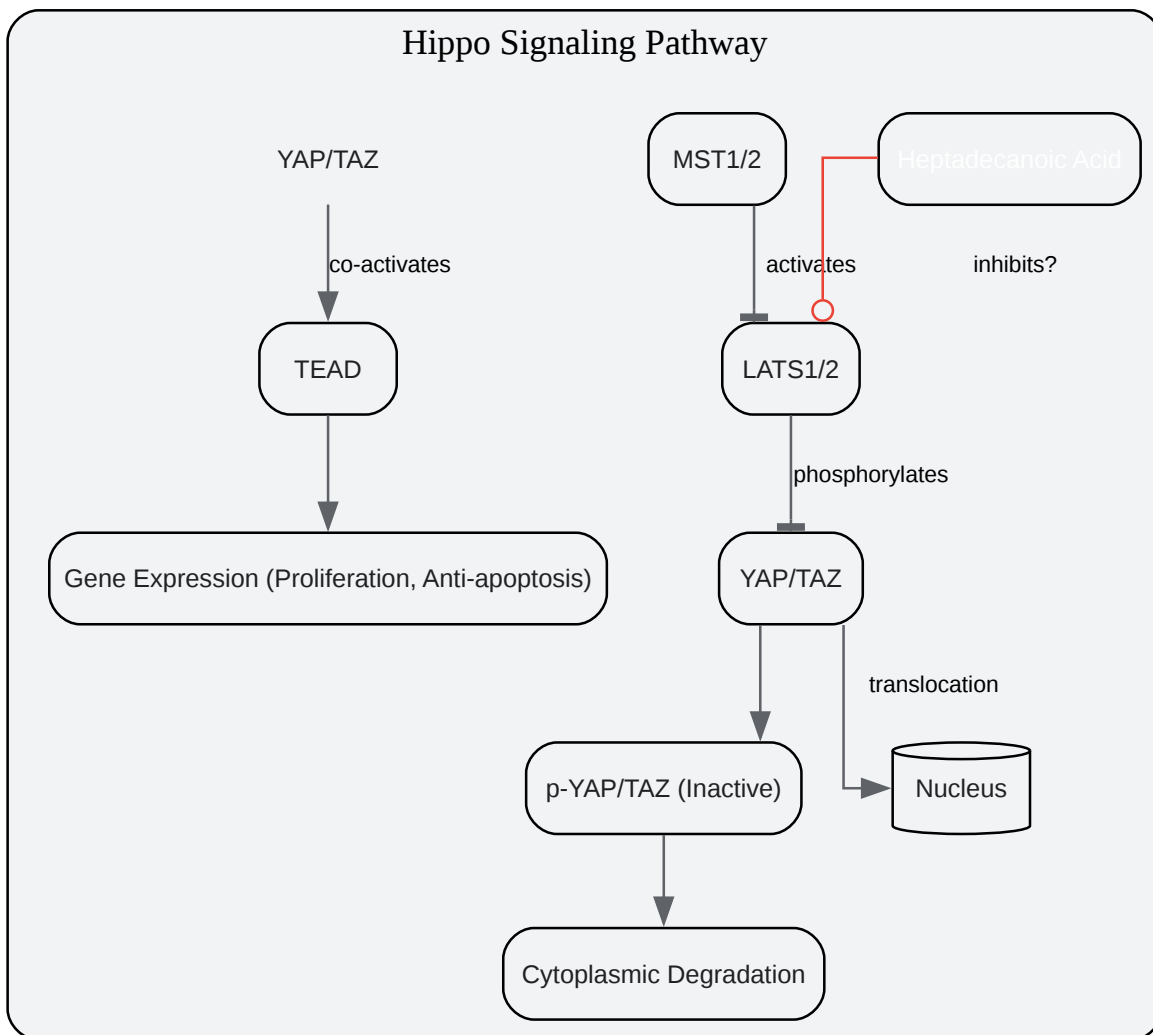 Hippo Signaling Pathway
YAP/TAZ
MST1/2
Heptadecanoic Acid
co-activates
activates
inhibits?
TEAD
LATS1/2
phosphorylates
Gene Expression (Proliferation, Anti-apoptosis)
YAP/TAZ
translocation
p-YAP/TAZ (Inactive)
Nucleus
Cytoplasmic Degradation